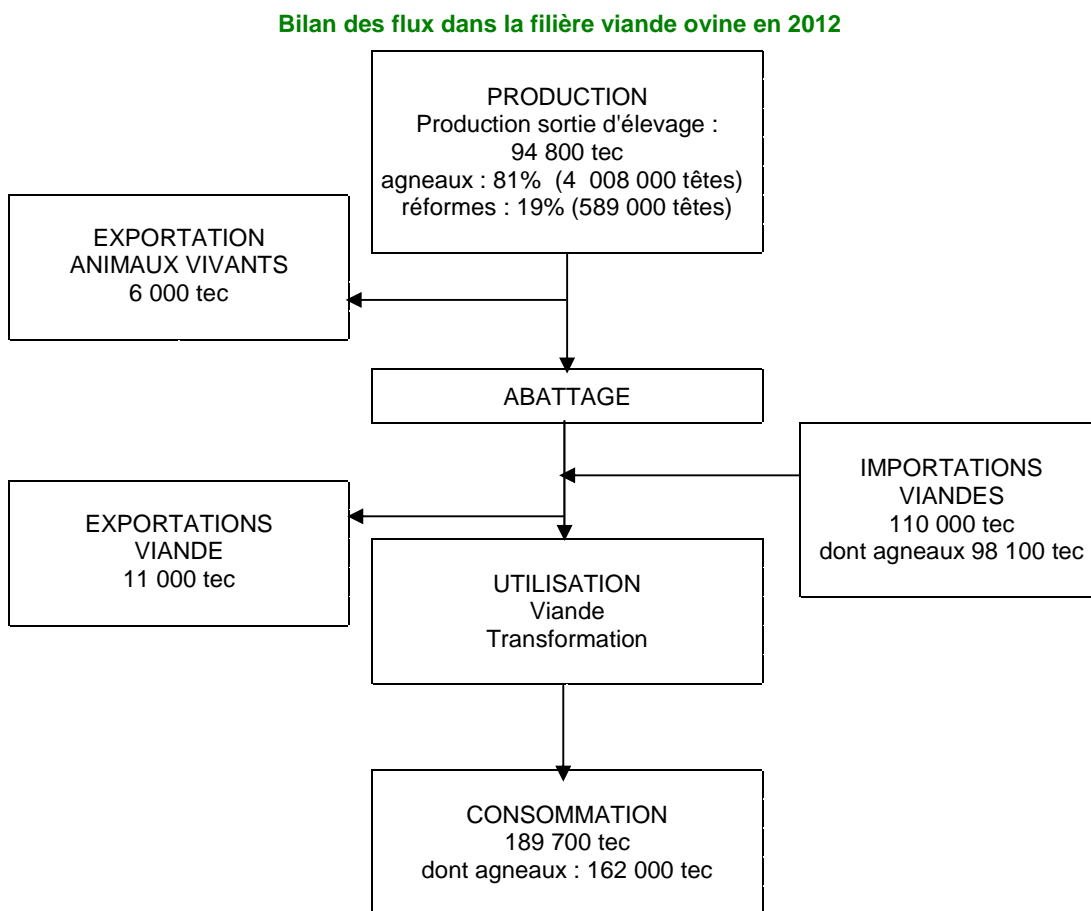 Bilan des flux dans la filière viande ovine en 2012
PRODUCTION
Production sortie d'élevage :
94 800 tec
agneaux : 81% (4 008 000 têtes)
réformes : 19% (589 000 têtes)
EXPORTATION
ANIMAUX VIVANTS
6 000 tec
ABATTAGE
IMPORTATIONS
VIANDES
110 000 tec
dont agneaux 98 100 tec
EXPORTATIONS
VIANDE
11 000 tec
UTILISATION
Viande
Transformation
CONSOMMATION
189 700 tec
dont agneaux : 162 000 tec